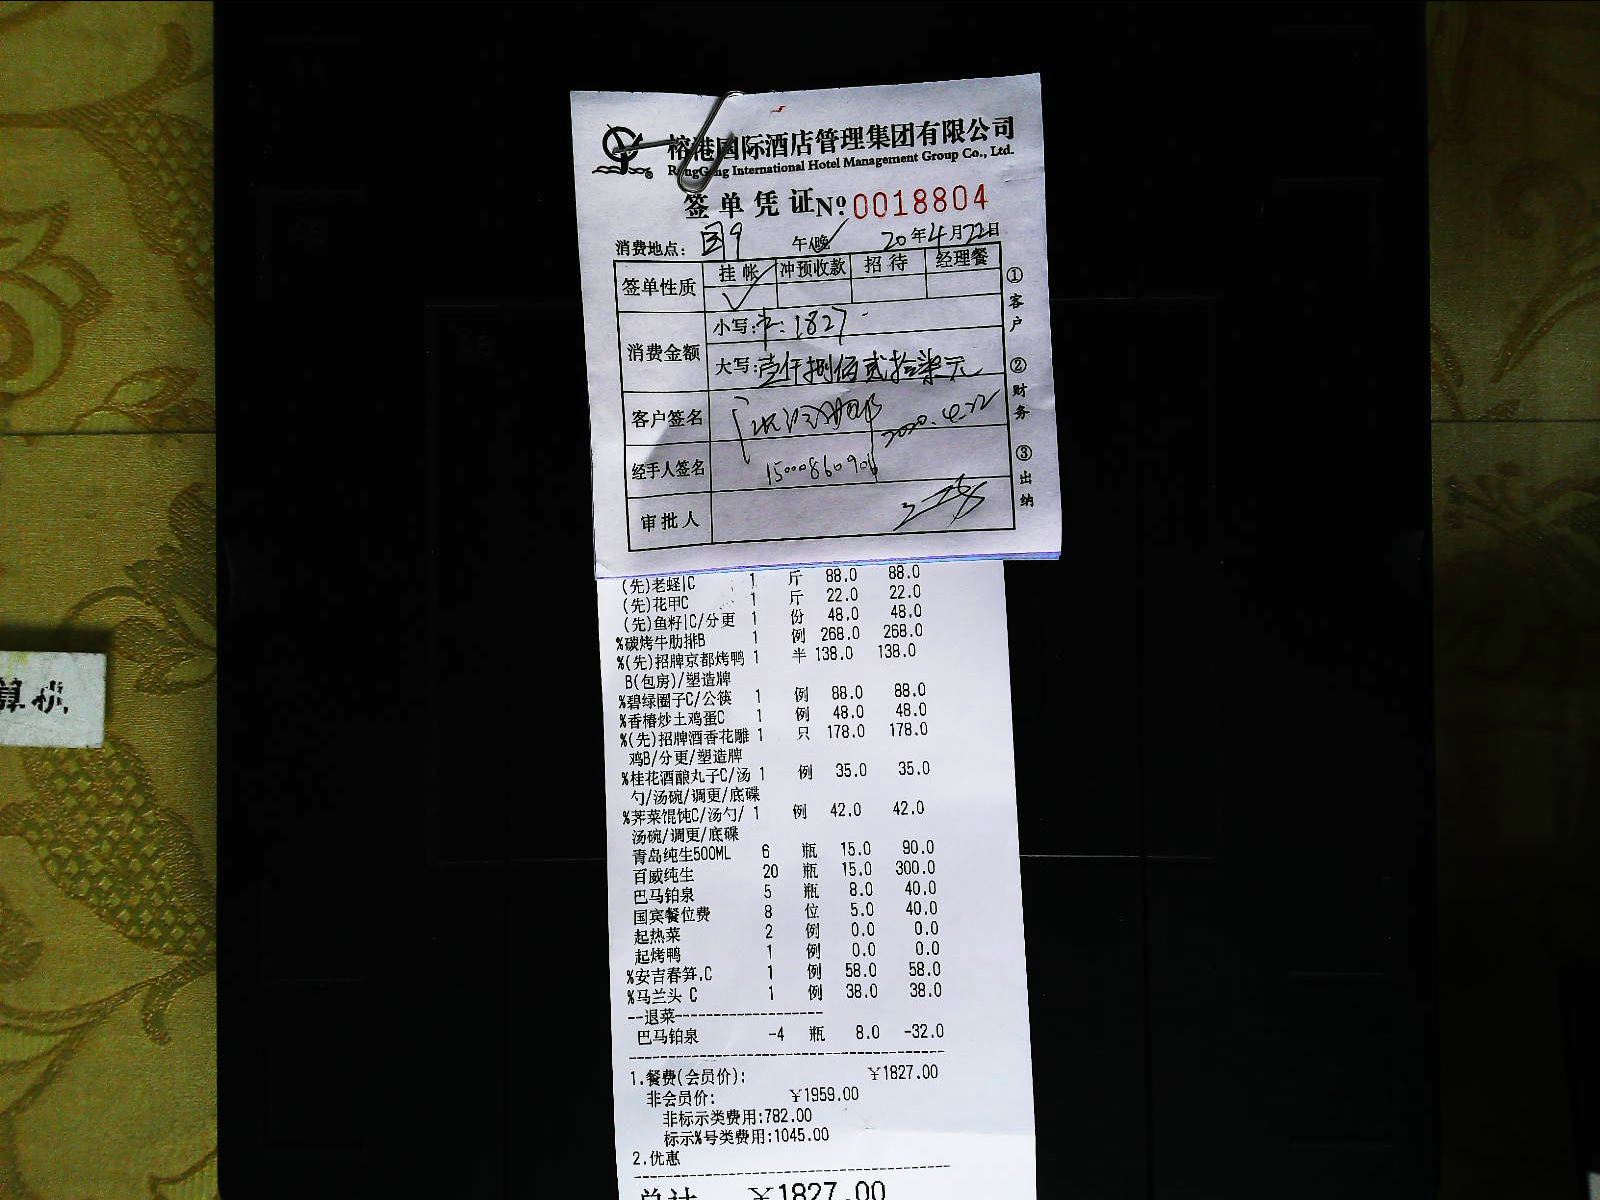 榕港国际酒店管理集团有限公司
RongGang International Hotel Management Group Co., Ltd.
签单凭证№ 0018804
消费地点: 国9 午/晚 20年4月22日
签单性质 挂帐 冲预收款 招待 经理餐
消费金额 小写: 1827
大写: 壹仟捌佰贰拾柒元
客户签名 2020.4.22
经手人签名
审批人
①客户
②财务
③出纳
(先)老蛏|C 1 斤 88.0 88.0
(先)花甲C 1 斤 22.0 22.0
(先)鱼籽|C/分更 1 份 48.0 48.0
%碳烤牛肋排B 1 例 268.0 268.0
%(先)招牌京都烤鸭 1 半 138.0 138.0
B(包房)/塑造牌
%碧绿圈子C/公筷 1 例 88.0 88.0
%香椿炒土鸡蛋C 1 例 48.0 48.0
%(先)招牌酒香花雕 1 只 178.0 178.0
鸡B/分更/塑造牌
%桂花酒酿丸子C/汤 1 例 35.0 35.0
勺/汤碗/调更/底碟
%荠菜馄饨C/汤勺/ 1 例 42.0 42.0
汤碗/调更/底碟
青岛纯生500ML 6 瓶 15.0 90.0
百威纯生 20 瓶 15.0 300.0
巴马铂泉 5 瓶 8.0 40.0
国宾餐位费 8 位 5.0 40.0
起热菜 2 例 0.0 0.0
起烤鸭 1 例 0.0 0.0
%安吉春笋.C 1 例 58.0 58.0
%马兰头 C 1 例 38.0 38.0
--退菜--------------------
巴马铂泉 -4 瓶 8.0 -32.0
1.餐费(会员价): ¥1827.00
非会员价: ¥1959.00
非标示类费用:782.00
标示%号类费用:1045.00
2.优惠
总计 ¥1827.00